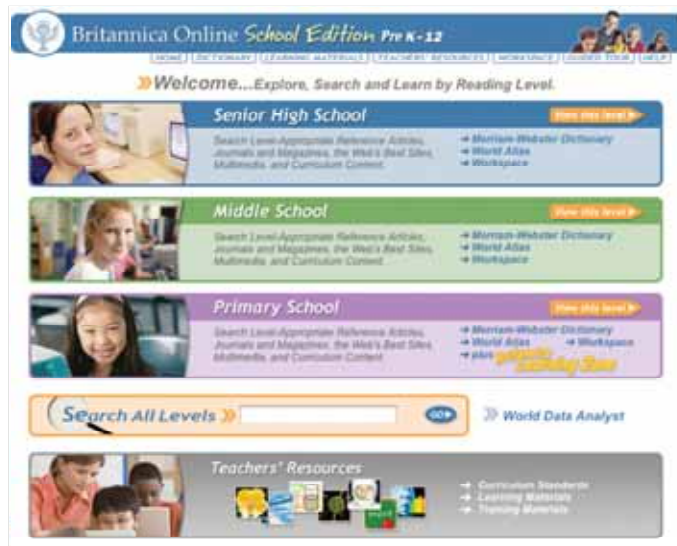 Britannica Online School Edition Pre K-12
HOME DICTIONARY LEARNING MATERIALS TEACHERS' RESOURCES WORKSPACE GUIDED TOUR HELP
»Welcome...Explore, Search and Learn by Reading Level.
Senior High School
View this level
Search Level-Appropriate Reference Articles,
Journals and Magazines, the Web's Best Sites,
Multimedia, and Curriculum Content.
→ Merriam-Webster Dictionary
→ World Atlas
→ Workspace
Middle School
View this level
Search Level-Appropriate Reference Articles,
Journals and Magazines, the Web's Best Sites,
Multimedia, and Curriculum Content.
→ Merriam-Webster Dictionary
→ World Atlas
→ Workspace
Primary School
View this level
Search Level-Appropriate Reference Articles,
Journals and Magazines, the Web's Best Sites,
Multimedia, and Curriculum Content.
→ Merriam-Webster Dictionary
→ World Atlas → Workspace
→ plus Learning Zone
Search All Levels »
GO
» World Data Analyst
Teachers' Resources
→ Curriculum Standards
→ Learning Materials
→ Training Materials